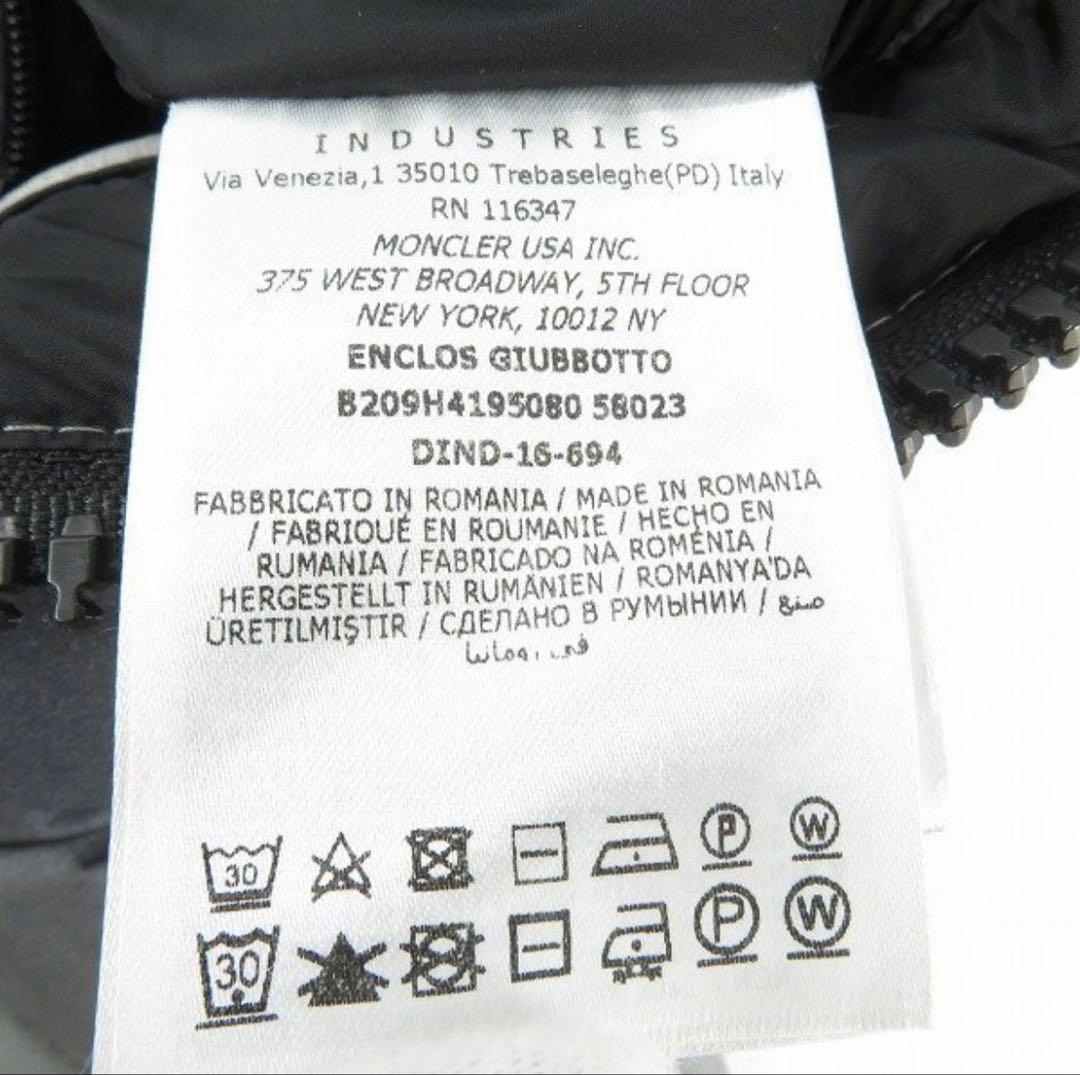 INDUSTRIES
Via Venezia,1 35010 Trebaseleghe(PD) Italy
RN 116347
MONCLER USA INC.
375 WEST BROADWAY, 5TH FLOOR
NEW YORK, 10012 NY
ENCLOS GIUBBOTTO
B209H4195080 58023
DIND-16-694
FABBRICATO IN ROMANIA / MADE IN ROMANIA
/ FABRIQUÉ EN ROUMANIE / HECHO EN
RUMANIA / FABRICADO NA ROMÊNIA /
HERGESTELLT IN RUMÄNIEN / ROMANYA'DA
ÜRETILMIŞTIR / СДЕЛАНО В РУМЫНИИ / صنع
في رومانيا
30 P W
30 P W